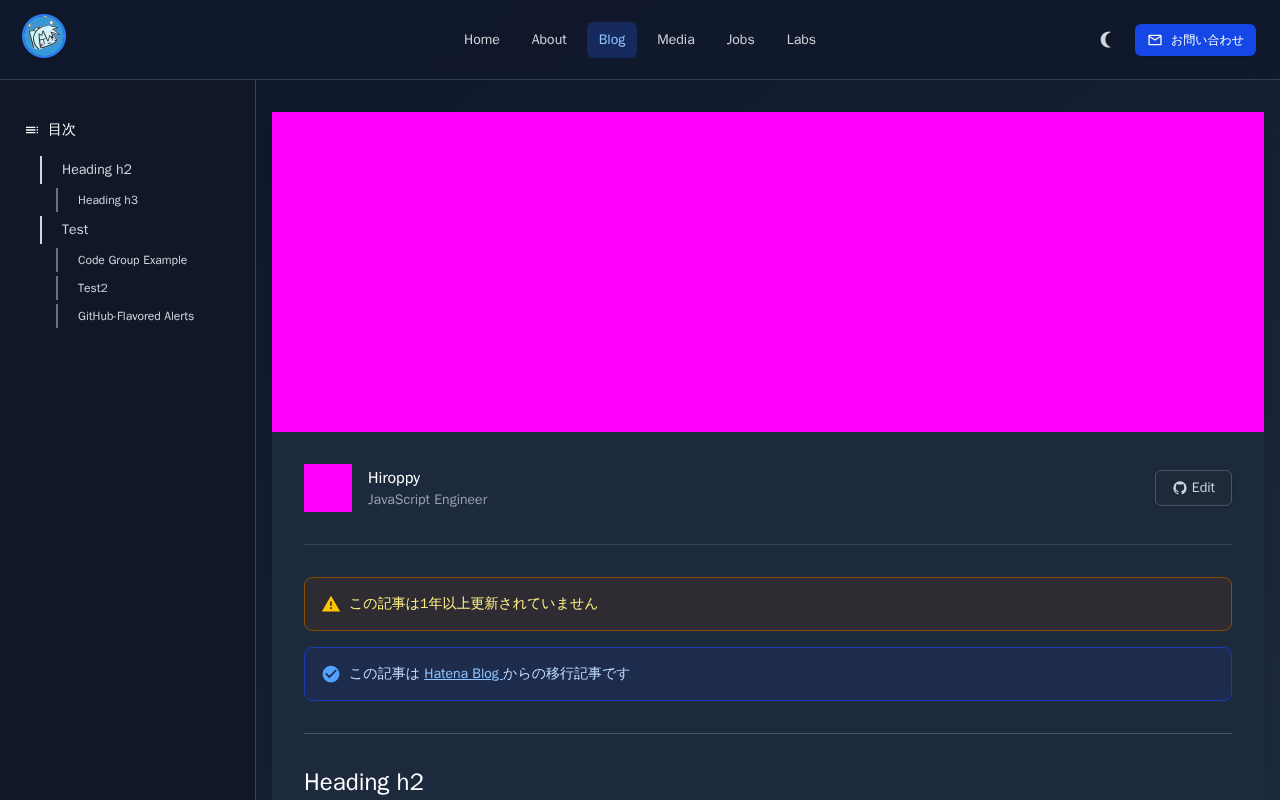 Home
About
Blog
Media
Jobs
Labs
お問い合わせ
目次
Heading h2
Heading h3
Test
Code Group Example
Test2
GitHub-Flavored Alerts
Hiroppy
JavaScript Engineer
Edit
この記事は1年以上更新されていません
この記事は Hatena Blog からの移行記事です
Heading h2